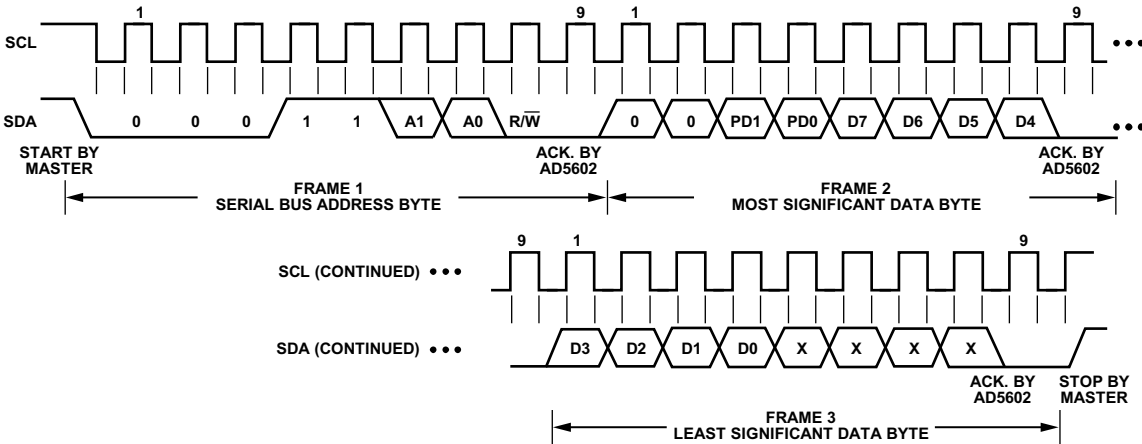 1 9 1 9
SCL
SDA 0 0 0 1 1 A1 A0 R/W̅ 0 0 PD1 PD0 D7 D6 D5 D4
START BY
MASTER
ACK. BY
AD5602
ACK. BY
AD5602
FRAME 1
SERIAL BUS ADDRESS BYTE
FRAME 2
MOST SIGNIFICANT DATA BYTE
9 1 9
SCL (CONTINUED)
SDA (CONTINUED) D3 D2 D1 D0 X X X X
ACK. BY
AD5602
STOP BY
MASTER
FRAME 3
LEAST SIGNIFICANT DATA BYTE